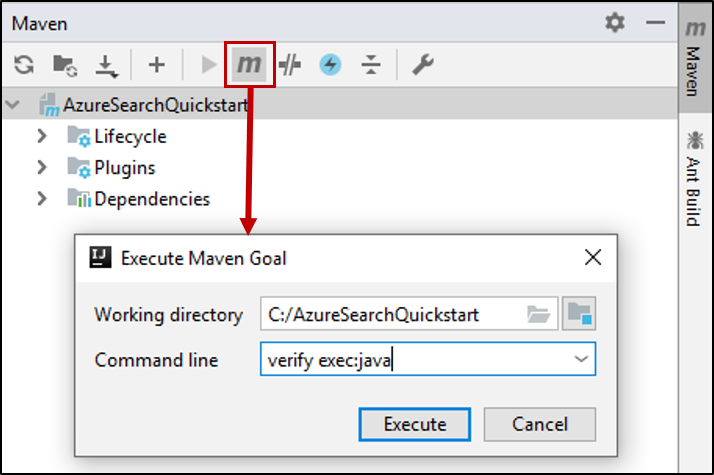 Maven
m
AzureSearchQuickstart
Lifecycle
Plugins
Dependencies
IJ
Execute Maven Goal
Working directory
C:/AzureSearchQuickstart
Command line
verify exec:java
Execute
Cancel
m
Maven
Ant Build